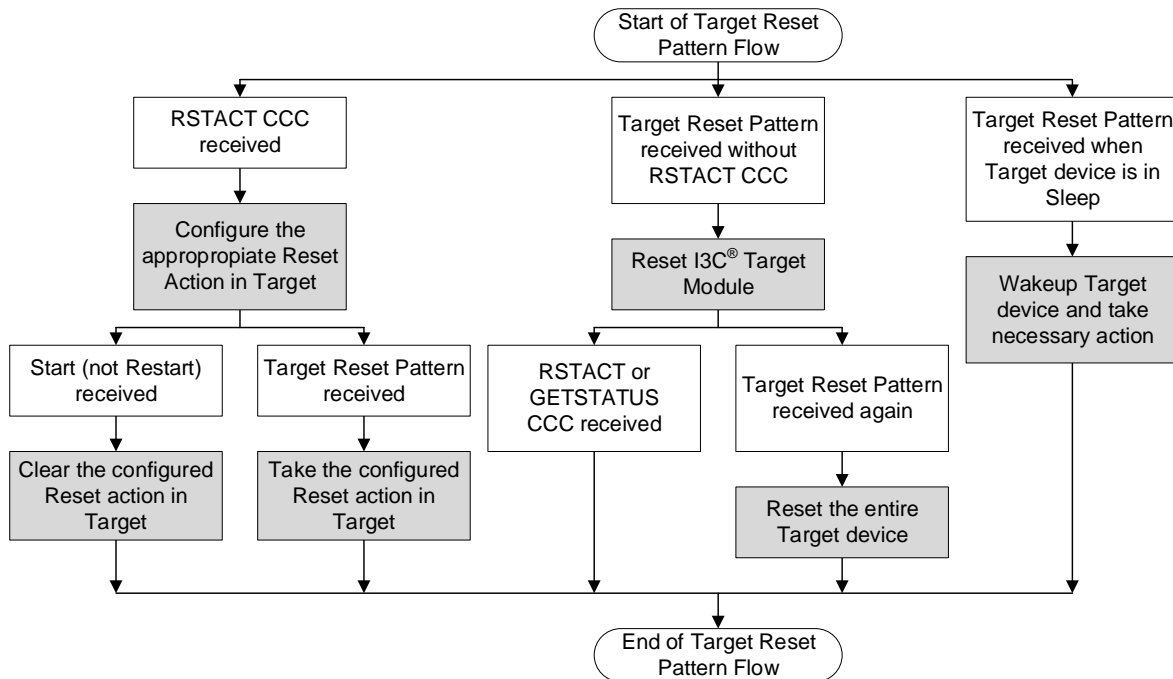 Start of Target Reset
Pattern Flow
RSTACT CCC
received
Target Reset Pattern
received without
RSTACT CCC
Target Reset Pattern
received when
Target device is in
Sleep
Configure the
appropropiate Reset
Action in Target
Reset I3C® Target
Module
Wakeup Target
device and take
necessary action
Start (not Restart)
received
Target Reset Pattern
received
RSTACT or
GETSTATUS
CCC received
Target Reset Pattern
received again
Clear the configured
Reset action in
Target
Take the configured
Reset action in
Target
Reset the entire
Target device
End of Target Reset
Pattern Flow